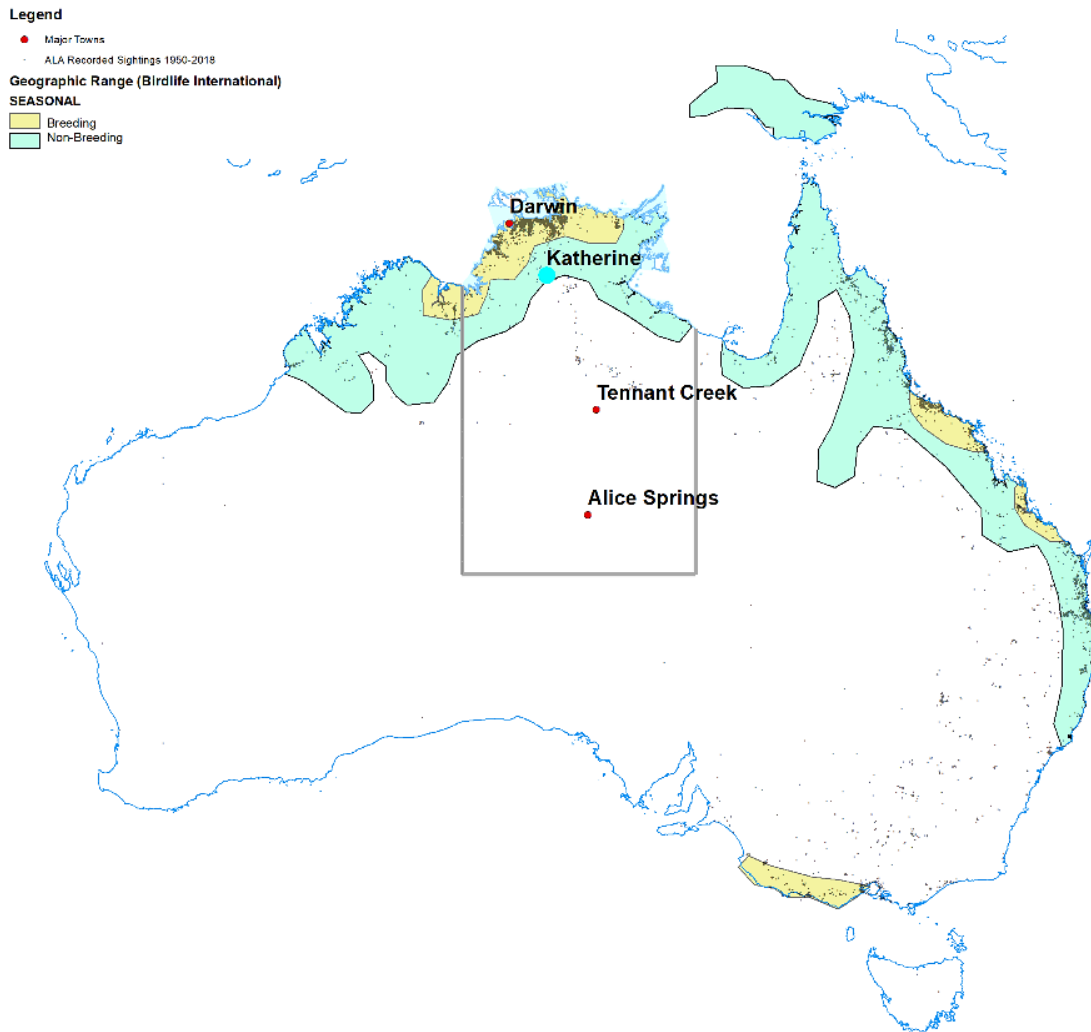 Legend
Major Towns
ALA Recorded Sightings 1950-2018
Geographic Range (Birdlife International)
SEASONAL
Breeding
Non-Breeding
Darwin
Katherine
Tennant Creek
Alice Springs